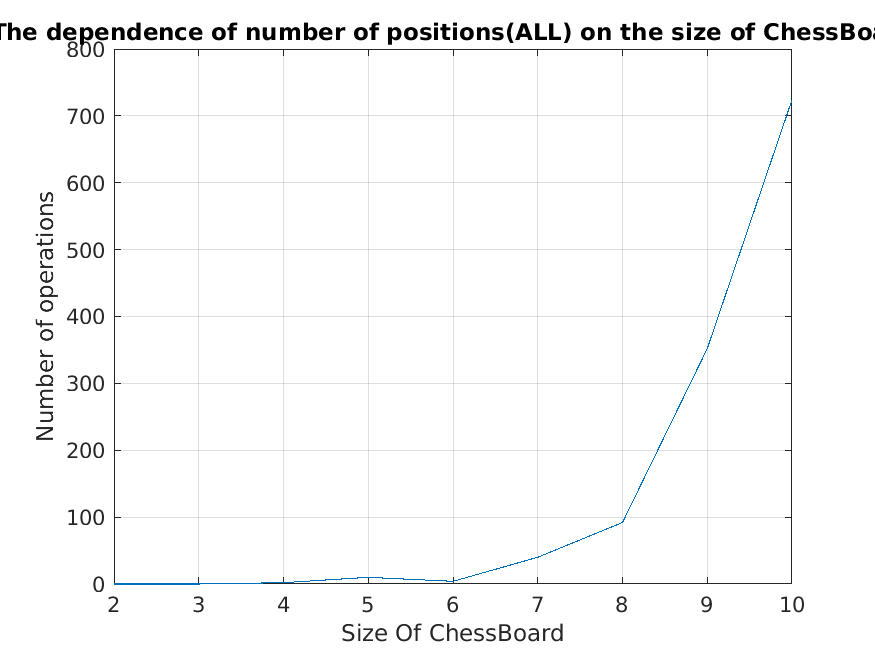 The dependence of number of positions(ALL) on the size of ChessBoa
800
700
600
500
400
300
200
100
0
Number of operations
2 3 4 5 6 7 8 9 10
Size Of ChessBoard